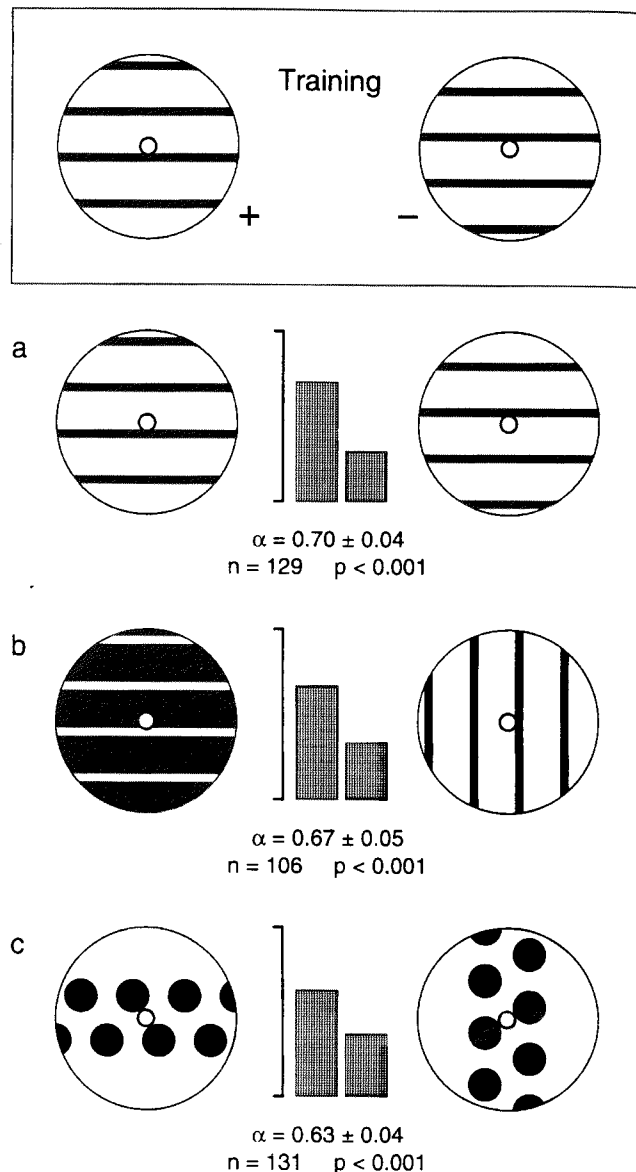 Training
+ −
a
α = 0.70 ± 0.04
n = 129 p < 0.001
b
α = 0.67 ± 0.05
n = 106 p < 0.001
c
α = 0.63 ± 0.04
n = 131 p < 0.001